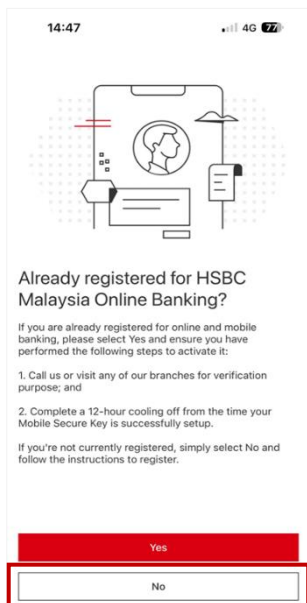 14:47
4G 77
Already registered for HSBC
Malaysia Online Banking?
If you are already registered for online and mobile
banking, please select Yes and ensure you have
performed the following steps to activate it:
1. Call us or visit any of our branches for verification
purpose; and
2. Complete a 12-hour cooling off from the time your
Mobile Secure Key is successfully setup.
If you're not currently registered, simply select No and
follow the instructions to register.
Yes
No